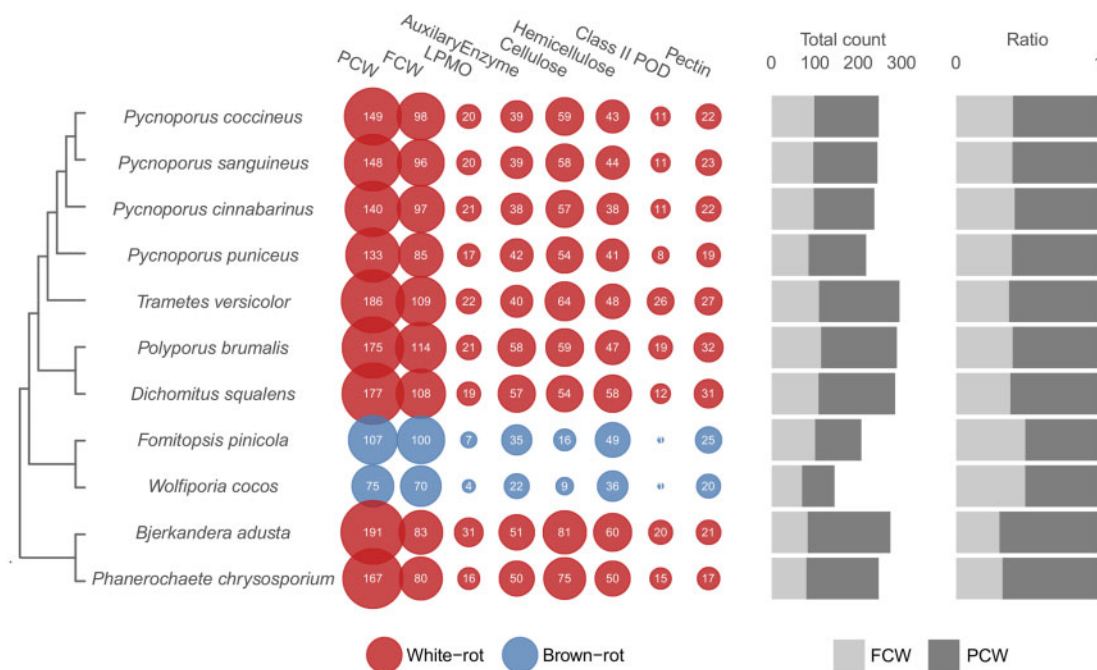 PCW FCW LPMO AuxilaryEnzyme Cellulose Hemicellulose Class II POD Pectin
Total count Ratio
0 100 200 300 0
Pycnoporus coccineus 149 98 20 39 59 43 11 22
Pycnoporus sanguineus 148 96 20 39 58 44 11 23
Pycnoporus cinnabarinus 140 97 21 38 57 38 11 22
Pycnoporus puniceus 133 85 17 42 54 41 8 19
Trametes versicolor 186 109 22 40 64 48 26 27
Polyporus brumalis 175 114 21 58 59 47 19 32
Dichomitus squalens 177 108 19 57 54 58 12 31
Fomitopsis pinicola 107 100 7 35 16 49 1 25
Wolfiporia cocos 75 70 4 22 9 36 1 20
Bjerkandera adusta 191 83 31 51 81 60 20 21
Phanerochaete chrysosporium 167 80 16 50 75 50 15 17
White-rot Brown-rot FCW PCW